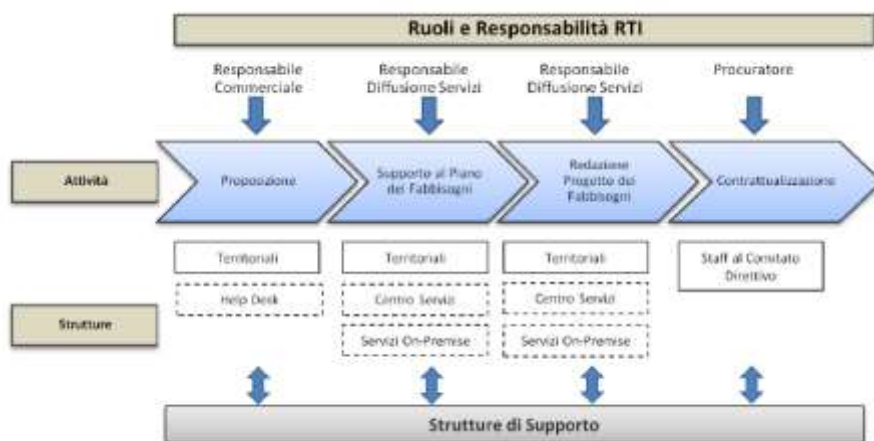 Ruoli e Responsabilità RTI
Responsabile
Commerciale
Responsabile
Diffusione Servizi
Responsabile
Diffusione Servizi
Procuratore
Attività
Proposizione
Supporto al Piano
dei Fabbisogni
Redazione
Progetto dei
Fabbisogni
Contrattualizzazione
Strutture
Territoriali
Help Desk
Territoriali
Centro Servizi
Servizi On-Premise
Territoriali
Centro Servizi
Servizi On-Premise
Staff al Comitato
Direttivo
Strutture di Supporto